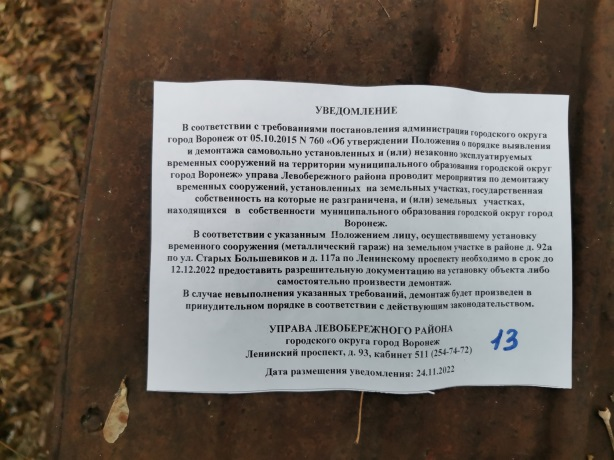 УВЕДОМЛЕНИЕ
В соответствии с требованиями постановления администрации городского округа
город Воронеж от 05.10.2015 N 760 «Об утверждении Положения о порядке выявления
и демонтажа самовольно установленных и (или) незаконно эксплуатируемых
временных сооружений на территории муниципального образования городской округ
город Воронеж» управа Левобережного района проводит мероприятия по демонтажу
временных сооружений, установленных на земельных участках, государственная
собственность на которые не разграничена, и (или) земельных участках,
находящихся в собственности муниципального образования городской округ город
Воронеж.
В соответствии с указанным Положением лицу, осуществившему установку
временного сооружения (металлический гараж) на земельном участке в районе д. 92а
по ул. Старых Большевиков и д. 117а по Ленинскому проспекту необходимо в срок до
12.12.2022 предоставить разрешительную документацию на установку объекта либо
самостоятельно произвести демонтаж.
В случае невыполнения указанных требований, демонтаж будет произведен в
принудительном порядке в соответствии с действующим законодательством.
УПРАВА ЛЕВОБЕРЕЖНОГО РАЙОНА
городского округа город Воронеж
Ленинский проспект, д. 93, кабинет 511 (254-74-72)
13
Дата размещения уведомления: 24.11.2022